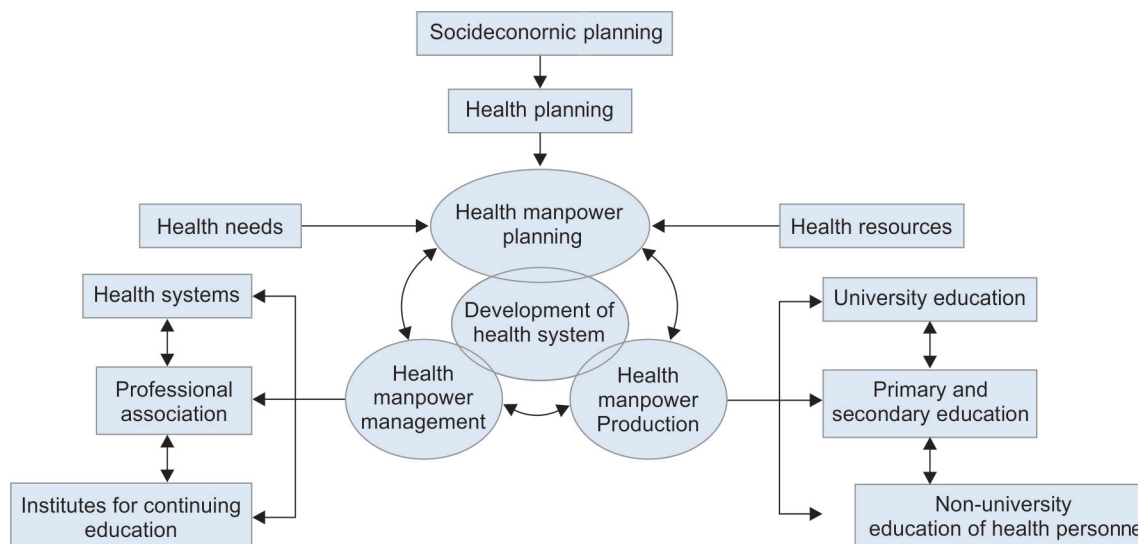 Socideconornic planning
Health planning
Health manpower
planning
Health needs
Health resources
Health systems
Development of
health system
University education
Professional
association
Health
manpower
management
Health
manpower
Production
Primary and
secondary education
Institutes for continuing
education
Non-university
education of health personne